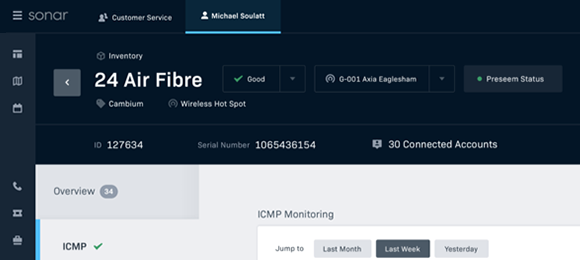 sonar
Customer Service
Michael Soulatt
Inventory
24 Air Fibre
Good
G-001 Axia Eaglesham
Preseem Status
Cambium
Wireless Hot Spot
ID 127634
Serial Number 1065436154
30 Connected Accounts
Overview 34
ICMP Monitoring
ICMP
Jump to Last Month Last Week Yesterday